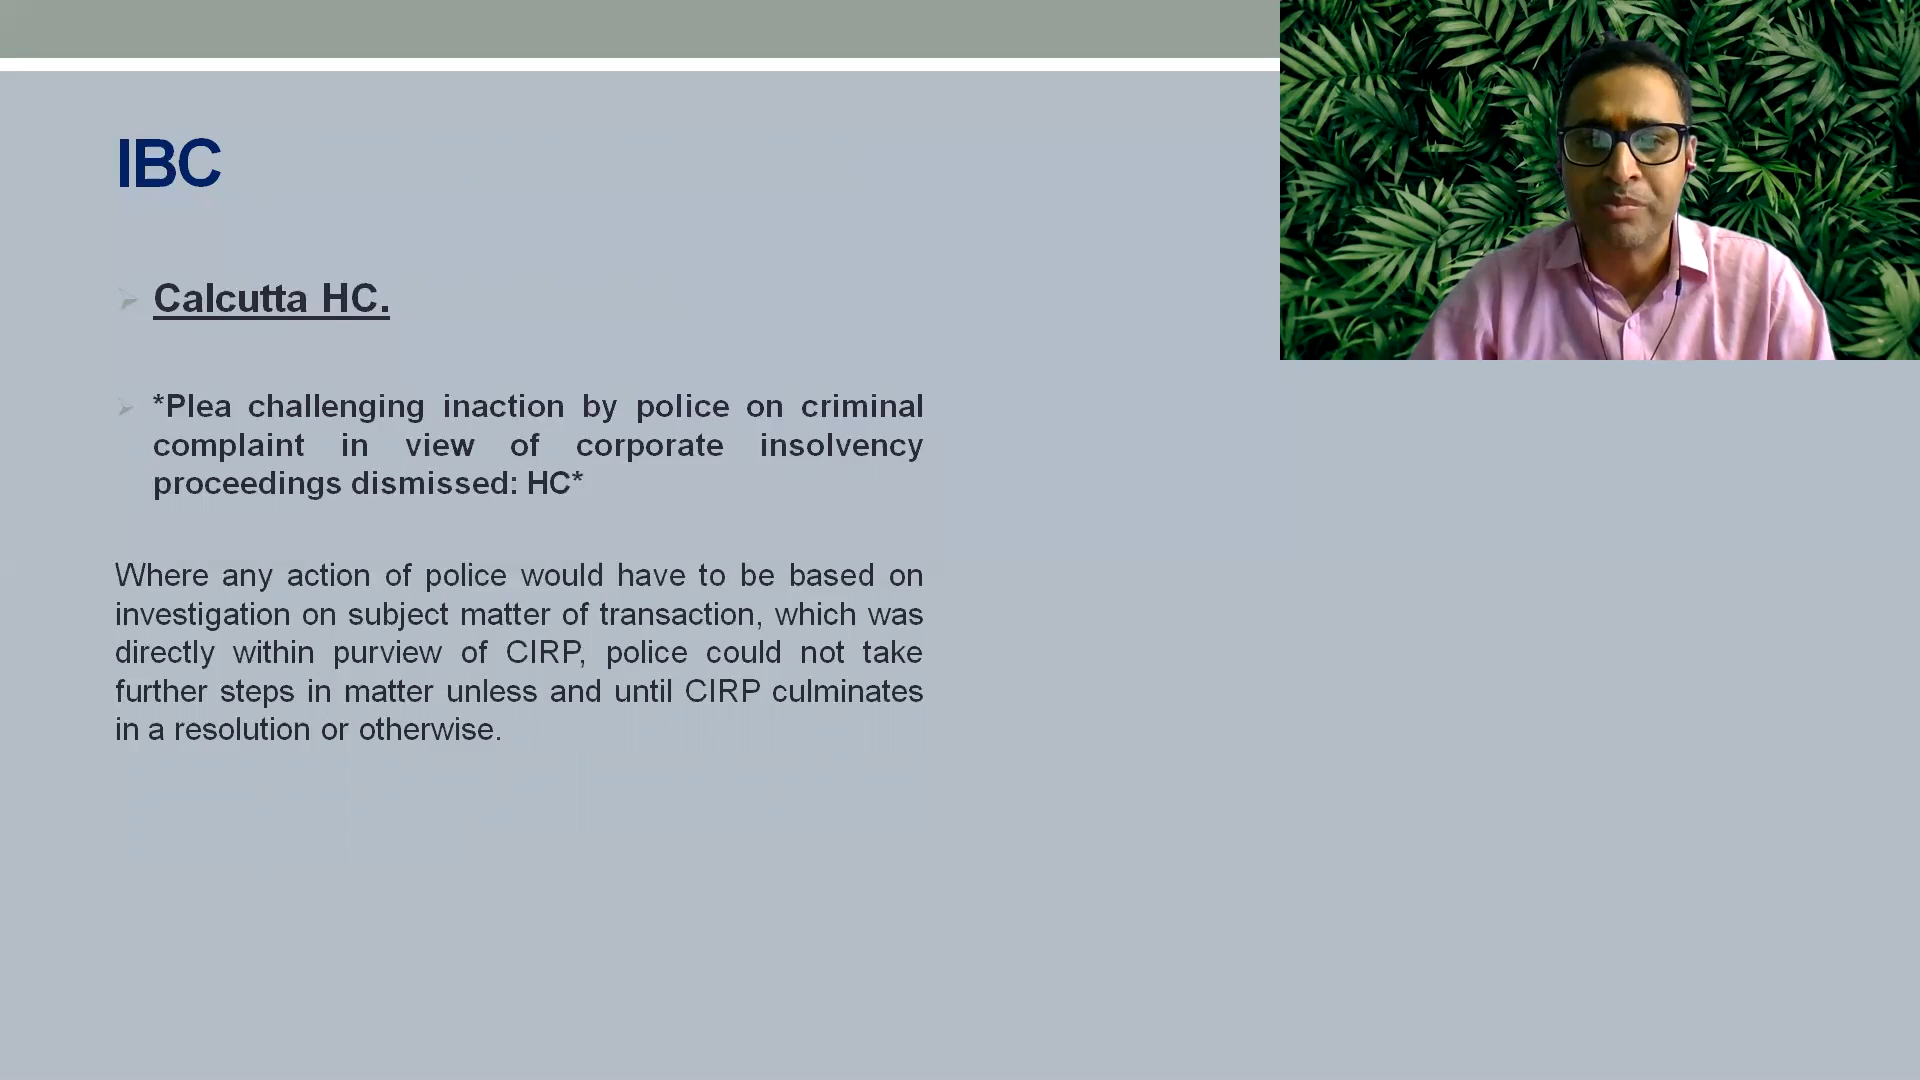 IBC
Calcutta HC.
*Plea challenging inaction by police on criminal
complaint in view of corporate insolvency
proceedings dismissed: HC*
Where any action of police would have to be based on
investigation on subject matter of transaction, which was
directly within purview of CIRP, police could not take
further steps in matter unless and until CIRP culminates
in a resolution or otherwise.